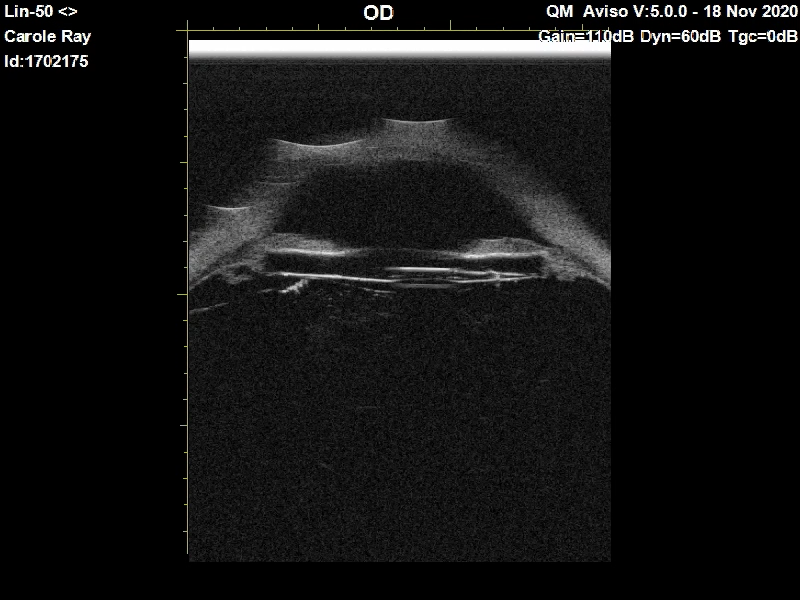 Lin-50 <>
OD
QM Aviso V:5.0.0 - 18 Nov 2020
Carole Ray
Gain=110dB Dyn=60dB Tgc=0dB
Id:1702175